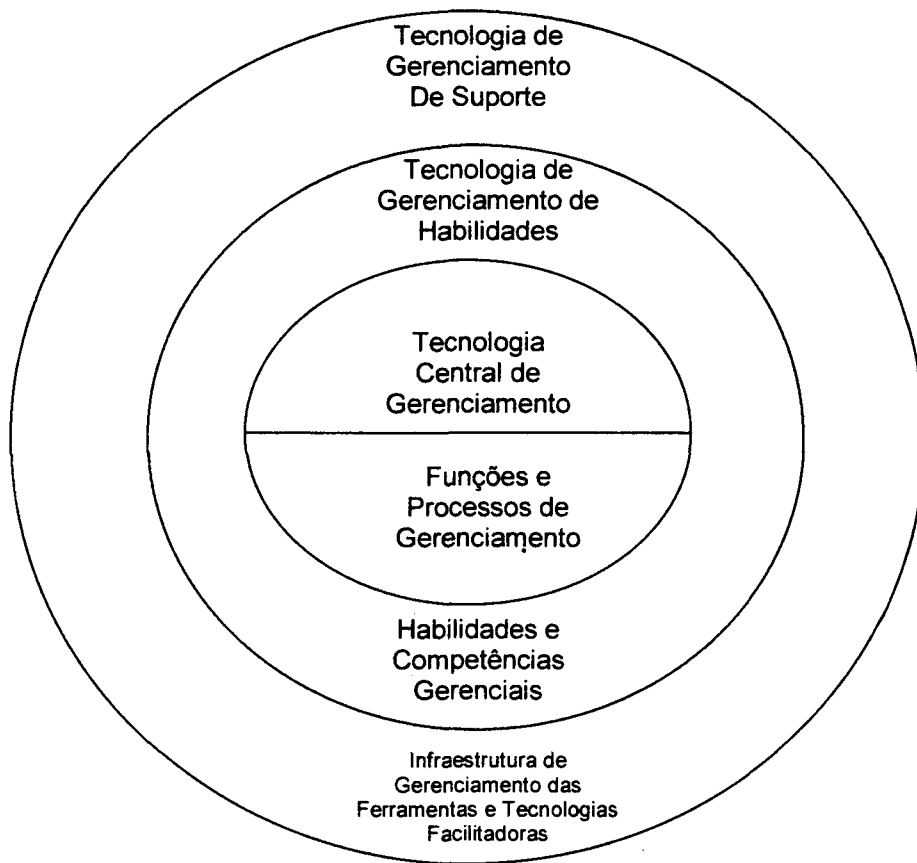 Tecnologia de
Gerenciamento
De Suporte
Tecnologia de
Gerenciamento de
Habilidades
Tecnologia
Central de
Gerenciamento
Funções e
Processos de
Gerenciamento
Habilidades e
Competências
Gerenciais
Infraestrutura de
Gerenciamento das
Ferramentas e Tecnologias
Facilitadoras